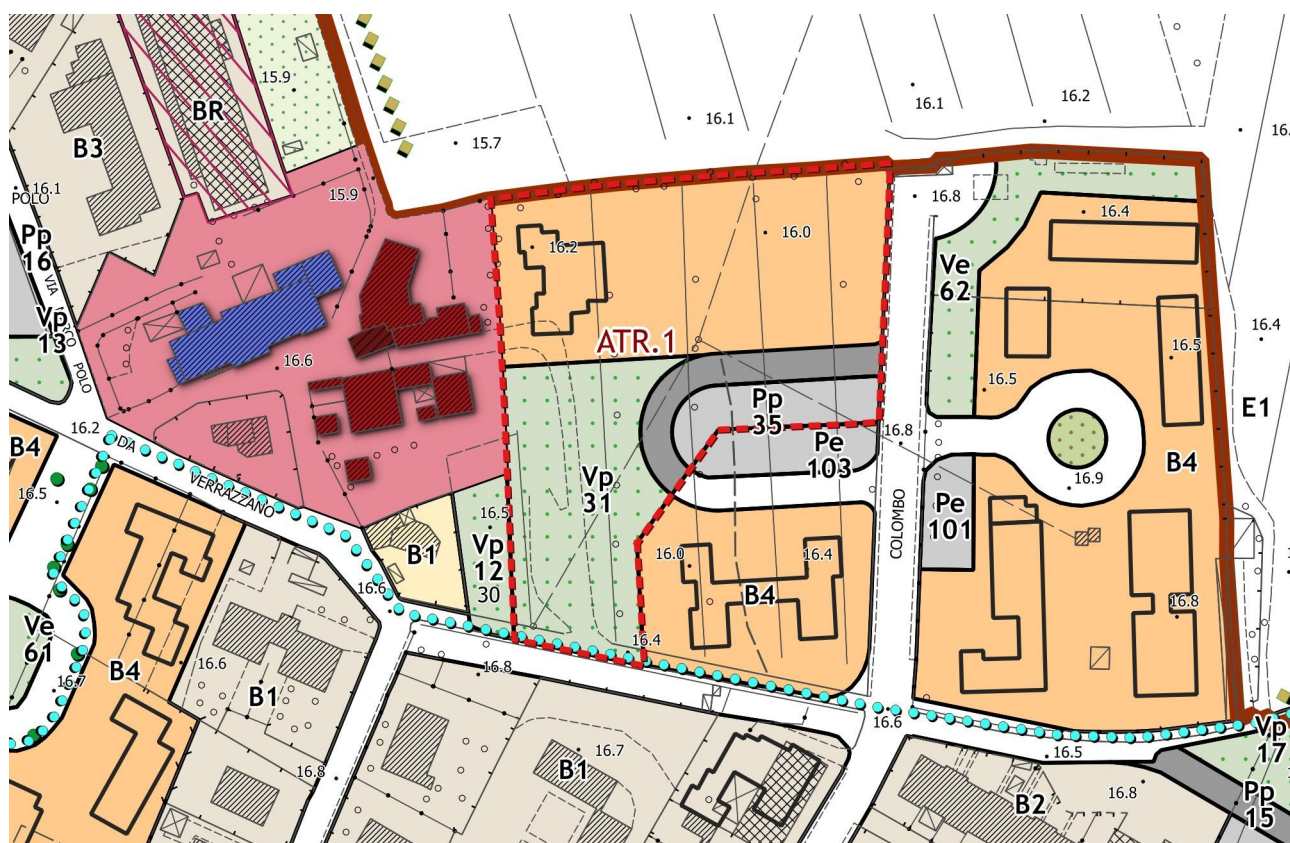 15.9
BR
16.1
16.2
16.1
15.7
B3
16.1
POLO
15.9
16.8
16.4
Pp
16
VIA
POLO
16.2
16.0
Ve
62
Vp
13
16.6
ATR.1
16.4
16.5
16.5
E1
Pp
35
16.2
DA
VERRAZZANO
16.8
Pe
103
B4
16.5
Vp
31
B4
16.9
COLOMBO
Pe
101
16.5
Vp
12
30
B1
16.0
16.4
B4
16.6
16.8
Ve
61
16.7
B4
16.6
B1
16.4
16.8
16.6
16.5
Vp
17
16.7
B1
16.8
B2
16.8
Pp
15